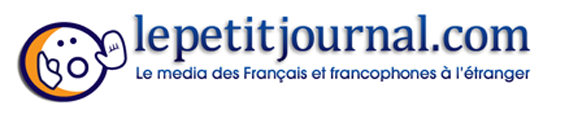 lepetitjournal.com
Le media des Français et francophones à l'étranger